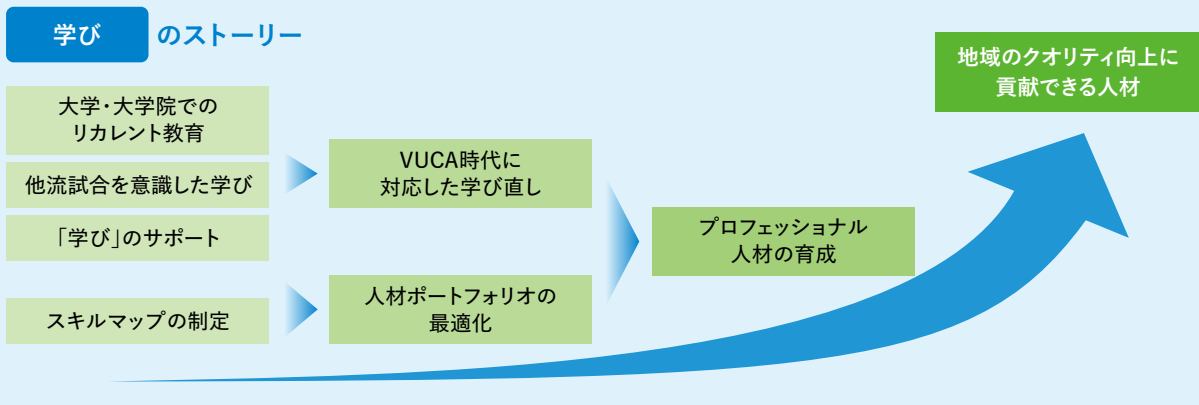 学び のストーリー
大学・大学院での
リカレント教育
他流試合を意識した学び
「学び」のサポート
スキルマップの制定
VUCA時代に
対応した学び直し
人材ポートフォリオの
最適化
プロフェッショナル
人材の育成
地域のクオリティ向上に
貢献できる人材